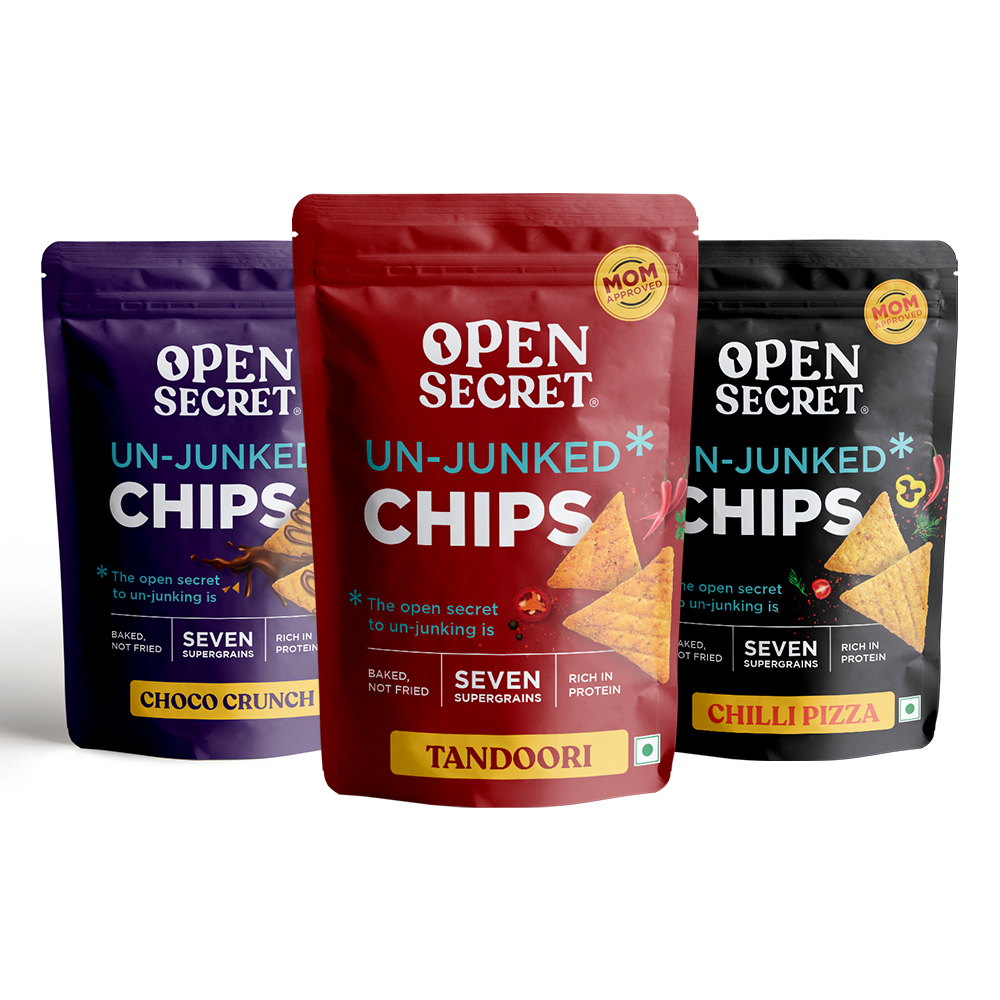 OPEN
SECRET®
UN-JUNKED
CHIPS
* The open secret
to un-junking is
BAKED,
NOT FRIED
SEVEN
SUPERGRAINS
RICH IN
PROTEIN
CHOCO CRUNCH
MOM
APPROVED
OPEN
SECRET®
UN-JUNKED*
CHIPS
* The open secret
to un-junking is
BAKED,
NOT FRIED
SEVEN
SUPERGRAINS
RICH IN
PROTEIN
TANDOORI
MOM
APPROVED
OPEN
SECRET®
N-JUNKED*
CHIPS
he open secret
o un-junking is
AKED,
OT FRIED
SEVEN
SUPERGRAINS
RICH IN
PROTEIN
CHILLI PIZZA